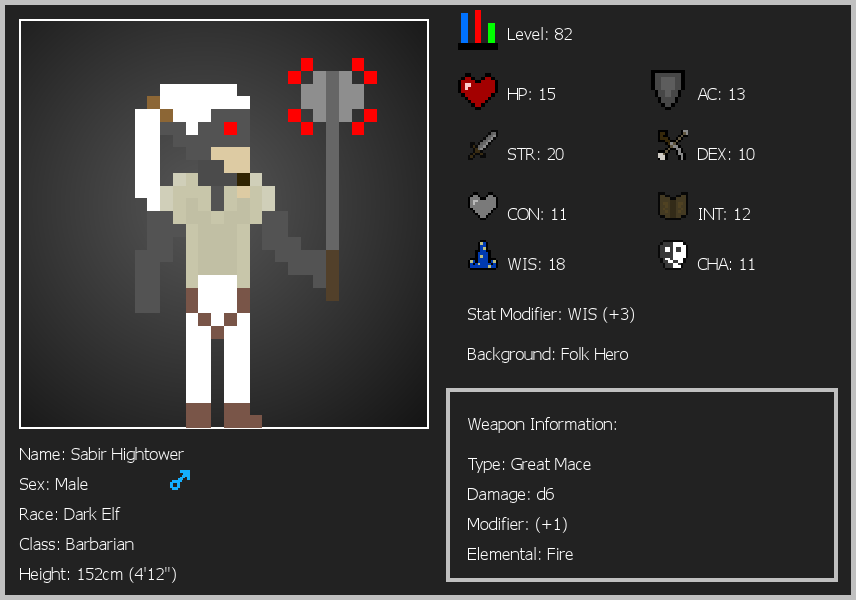 Level: 82
HP: 15
AC: 13
STR: 20
DEX: 10
CON: 11
INT: 12
WIS: 18
CHA: 11
Stat Modifier: WIS (+3)
Background: Folk Hero
Weapon Information:
Type: Great Mace
Damage: d6
Modifier: (+1)
Elemental: Fire
Name: Sabir Hightower
Sex: Male
Race: Dark Elf
Class: Barbarian
Height: 152cm (4'12")